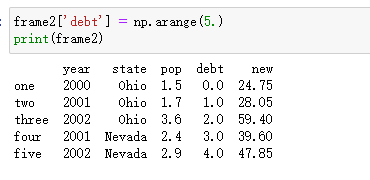 frame2['debt'] = np.arange(5.)
print(frame2)
year state pop debt new
one 2000 Ohio 1.5 0.0 24.75
two 2001 Ohio 1.7 1.0 28.05
three 2002 Ohio 3.6 2.0 59.40
four 2001 Nevada 2.4 3.0 39.60
five 2002 Nevada 2.9 4.0 47.85